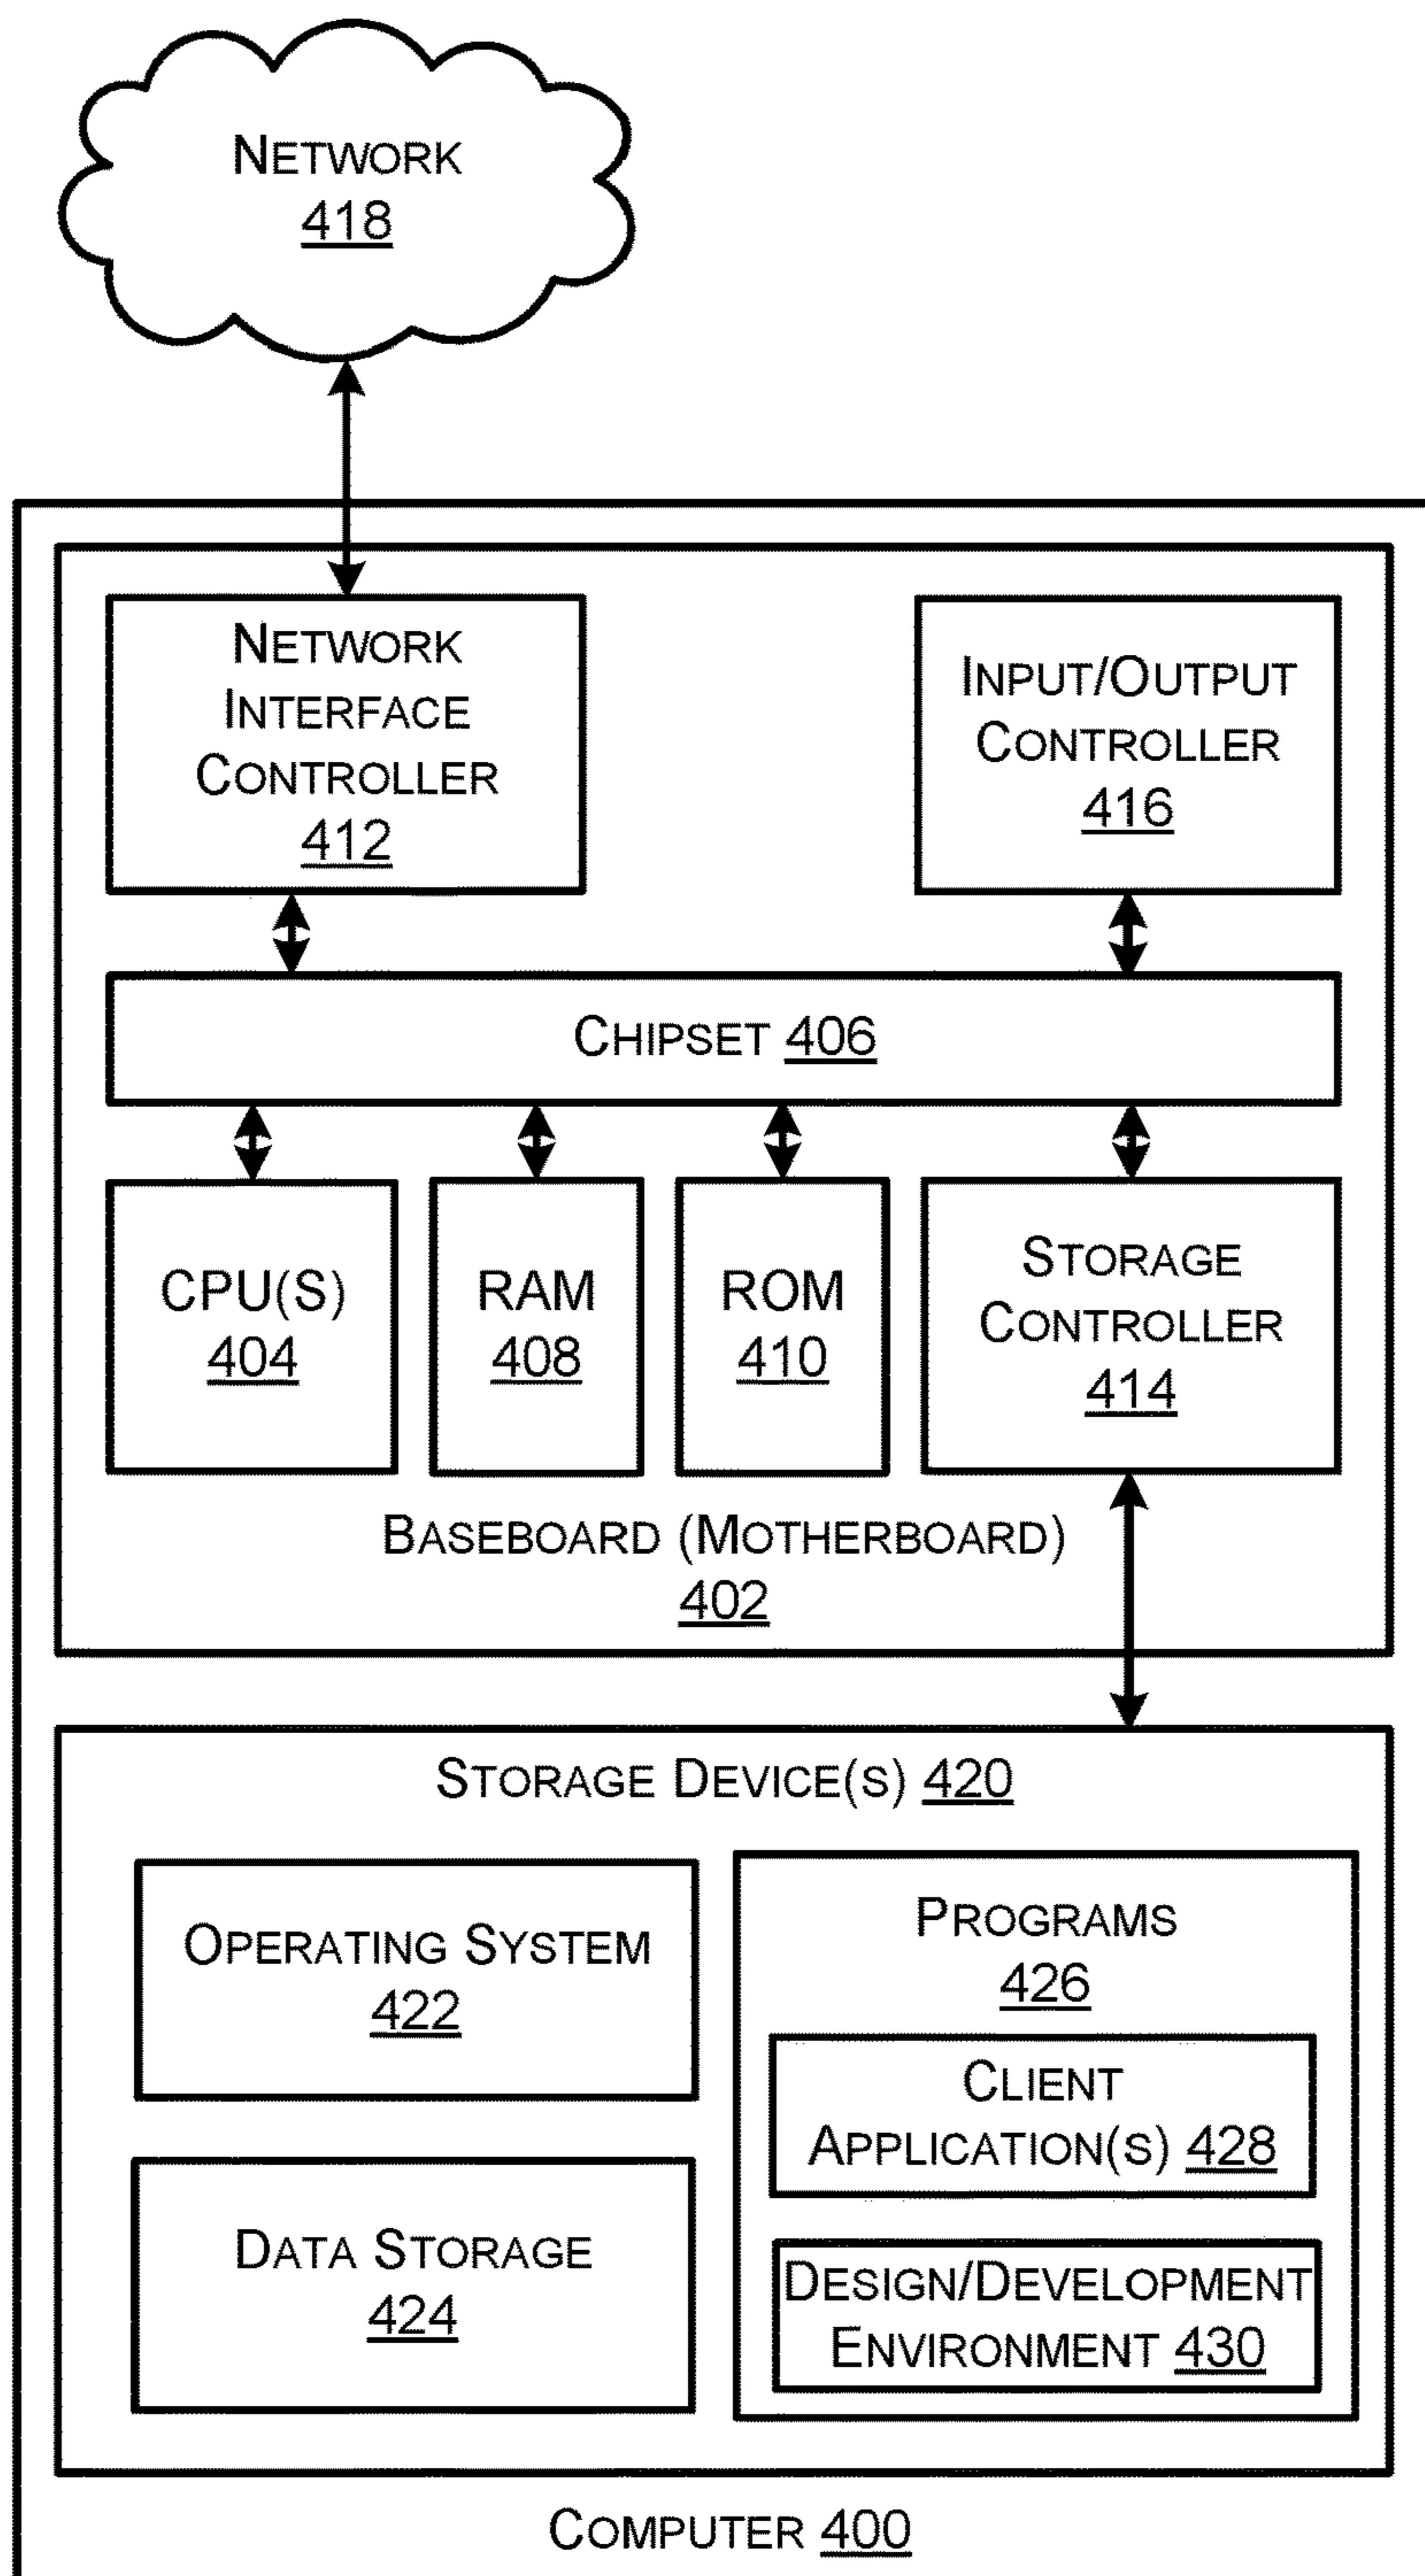 NETWORK
418
NETWORK
INTERFACE
CONTROLLER
412
INPUT/OUTPUT
CONTROLLER
416
CHIPSET 406
CPU(S)
404
RAM
408
ROM
410
STORAGE
CONTROLLER
414
BASEBOARD (MOTHERBOARD)
402
STORAGE DEVICE(S) 420
OPERATING SYSTEM
422
DATA STORAGE
424
PROGRAMS
426
CLIENT
APPLICATION(S) 428
DESIGN/DEVELOPMENT
ENVIRONMENT 430
COMPUTER 400